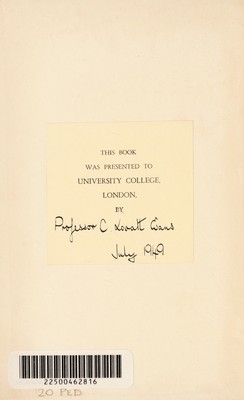 THIS BOOK
WAS PRESENTED TO
UNIVERSITY COLLEGE,
LONDON,
BY
Professor C Lovatt Evans
July 1949
22500462816
20 PED